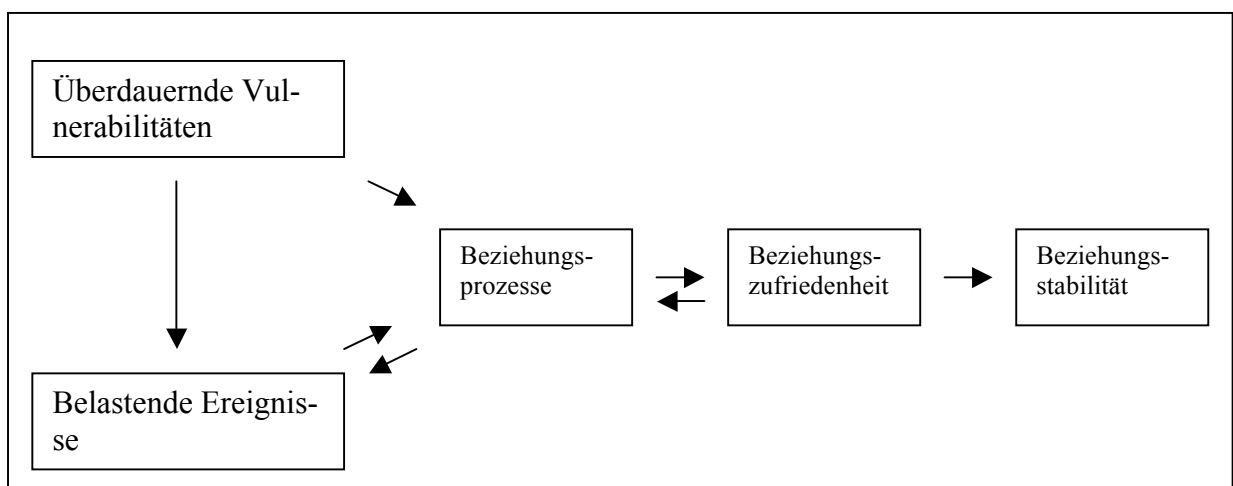 Überdauernde Vul-
nerabilitäten
Beziehungs-
prozesse
Beziehungs-
zufriedenheit
Beziehungs-
stabilität
Belastende Ereignis-
se